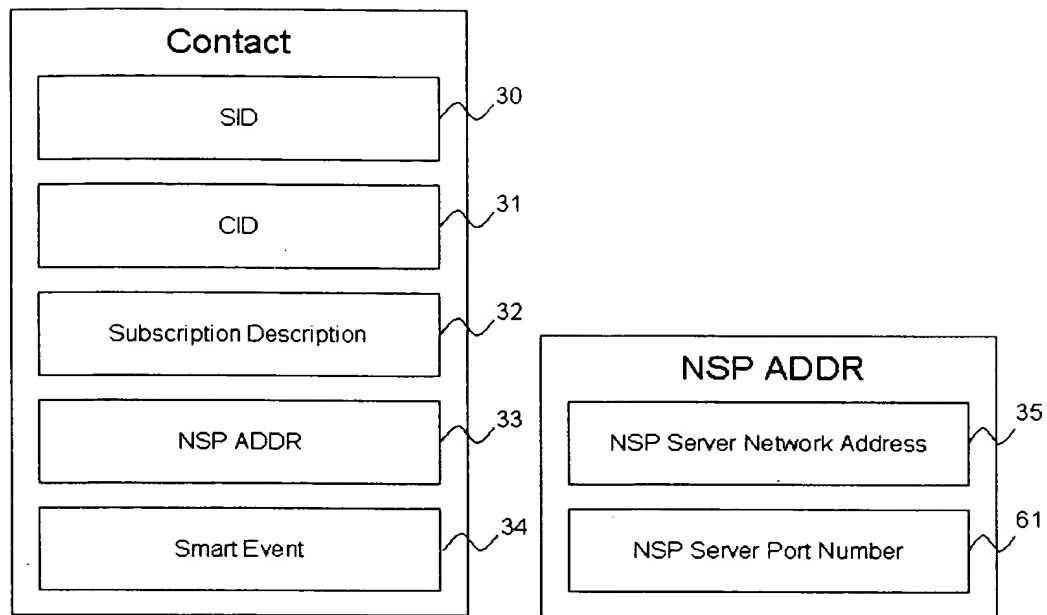 Contact
SID
30
CID
31
Subscription Description
32
NSP ADDR
33
Smart Event
34
NSP ADDR
NSP Server Network Address
35
NSP Server Port Number
61